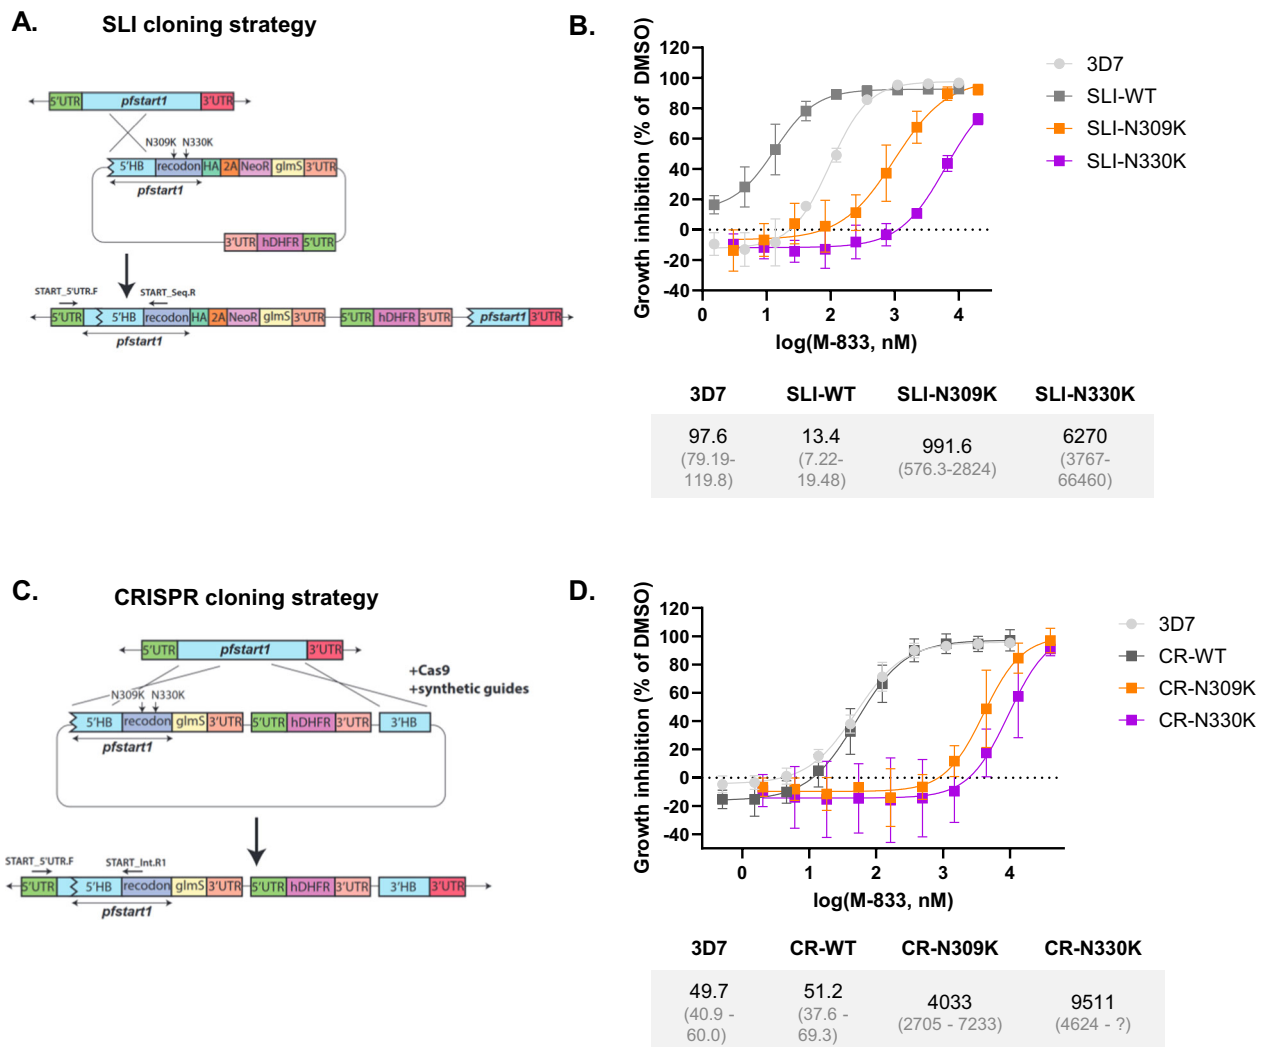 A.
SLI cloning strategy
5'UTR pfstart1 3'UTR
N309K N330K
5'HB recodon HA 2A NeoR glmS 3'UTR
pfstart1
3'UTR hDHFR 5'UTR
START_5'UTR.F START_Seq.R
5'UTR 5'HB recodon HA 2A NeoR glmS 3'UTR 5'UTR hDHFR 3'UTR pfstart1 3'UTR
pfstart1
B.
Growth inhibition (% of DMSO)
120
100
80
60
40
20
0
-20
-40
0 1 2 3 4
log(M-833, nM)
3D7
SLI-WT
SLI-N309K
SLI-N330K
3D7 SLI-WT SLI-N309K SLI-N330K
97.6 13.4 991.6 6270
(79.19- (7.22- (576.3-2824) (3767-
119.8) 19.48) 66460)
C.
CRISPR cloning strategy
5'UTR pfstart1 3'UTR
+Cas9
+synthetic guides
N309K N330K
5'HB recodon glmS 3'UTR 5'UTR hDHFR 3'UTR 3'HB
pfstart1
START_5'UTR.F START_Int.R1
5'UTR 5'HB recodon glmS 3'UTR 5'UTR hDHFR 3'UTR 3'HB 3'UTR
pfstart1
D.
Growth inhibition (% of DMSO)
120
100
80
60
40
20
0
-20
-40
0 1 2 3 4
log(M-833, nM)
3D7
CR-WT
CR-N309K
CR-N330K
3D7 CR-WT CR-N309K CR-N330K
49.7 51.2 4033 9511
(40.9 - (37.6 - (2705 - 7233) (4624 - ?)
60.0) 69.3)